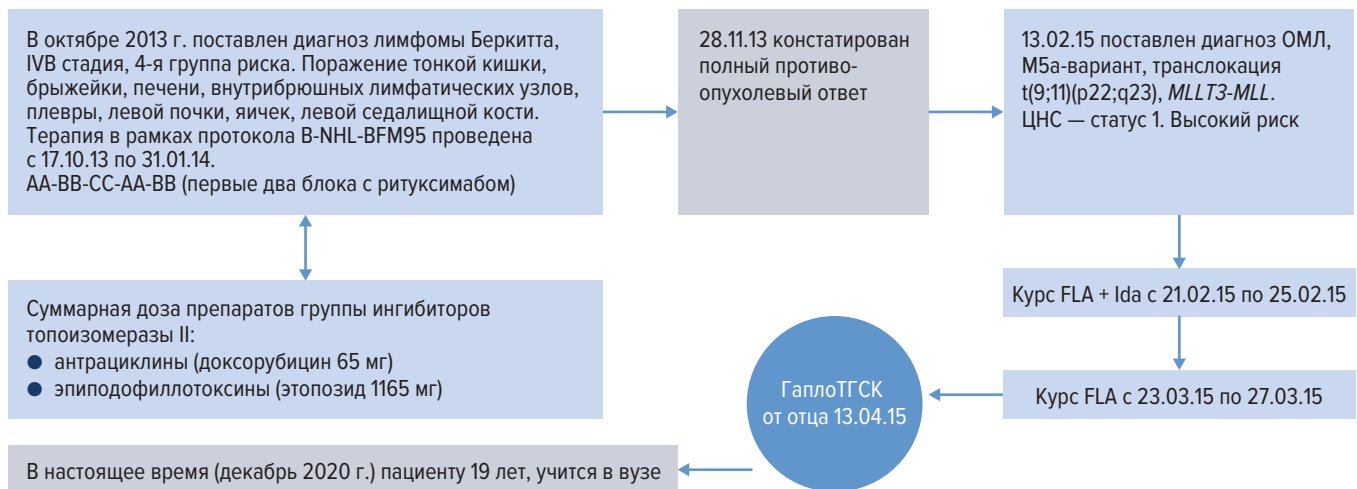 В октябре 2013 г. поставлен диагноз лимфомы Беркитта,
IVB стадия, 4-я группа риска. Поражение тонкой кишки,
брыжейки, печени, внутрибрюшных лимфатических узлов,
плевры, левой почки, яичек, левой седалищной кости.
Терапия в рамках протокола B-NHL-BFM95 проведена
с 17.10.13 по 31.01.14.
AA-BB-CC-AA-BB (первые два блока с ритуксимабом)
28.11.13 констатирован
полный противо-
опухолевый ответ
13.02.15 поставлен диагноз ОМЛ,
М5а-вариант, транслокация
t(9;11)(p22;q23), MLLT3-MLL.
ЦНС — статус 1. Высокий риск
Суммарная доза препаратов группы ингибиторов
топоизомеразы II:
● антрациклины (доксорубицин 65 мг)
● эпиподофиллотоксины (этопозид 1165 мг)
Курс FLA + Ida с 21.02.15 по 25.02.15
Курс FLA с 23.03.15 по 27.03.15
ГаплоТГСК
от отца 13.04.15
В настоящее время (декабрь 2020 г.) пациенту 19 лет, учится в вузе